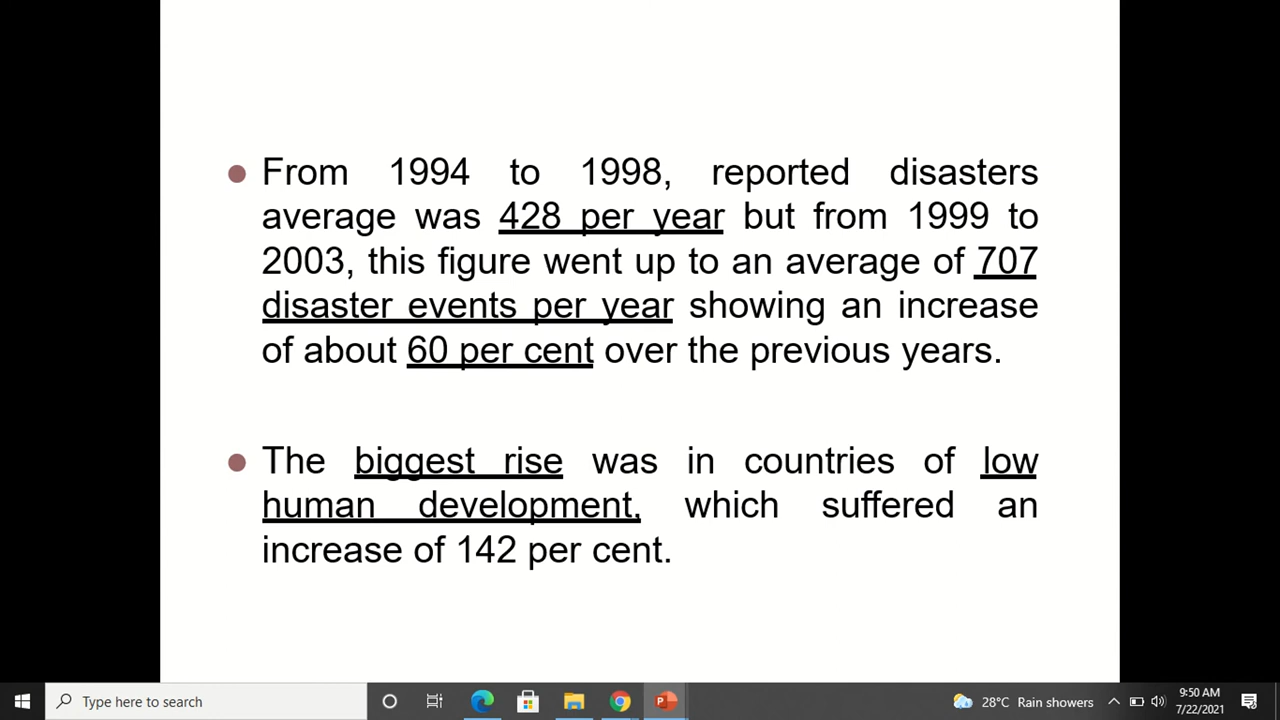 From 1994 to 1998, reported disasters
average was 428 per year but from 1999 to
2003, this figure went up to an average of 707
disaster events per year showing an increase
of about 60 per cent over the previous years.
The biggest rise was in countries of low
human development, which suffered an
increase of 142 per cent.
Type here to search
28°C Rain showers
9:50 AM
7/22/2021